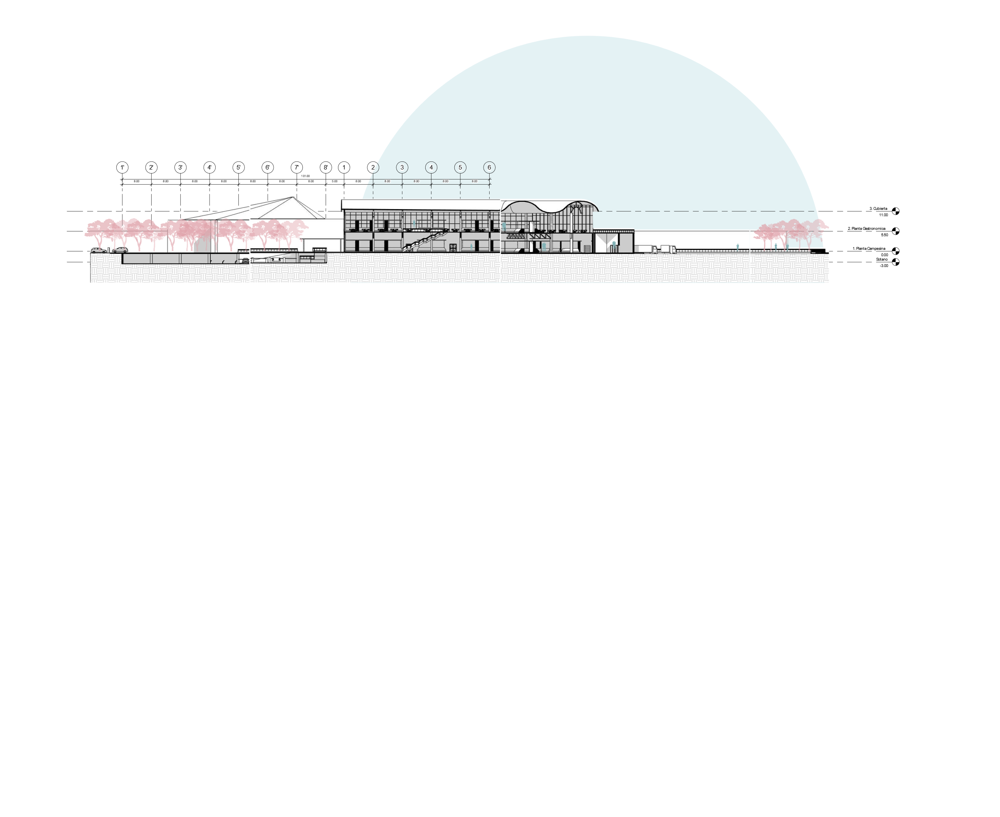 1' 2' 3' 4' 5' 6' 7' 8' 1 2 3 4 5 6
101.00
8.00 8.00 8.00 8.00 8.00 8.00 8.00 5.00 8.00 8.00 8.00 8.00 8.00
3. Cubierta
11.00
2. Planta Gastronomica
5.50
1. Planta Campesina
0.00
Sotano
-3.00